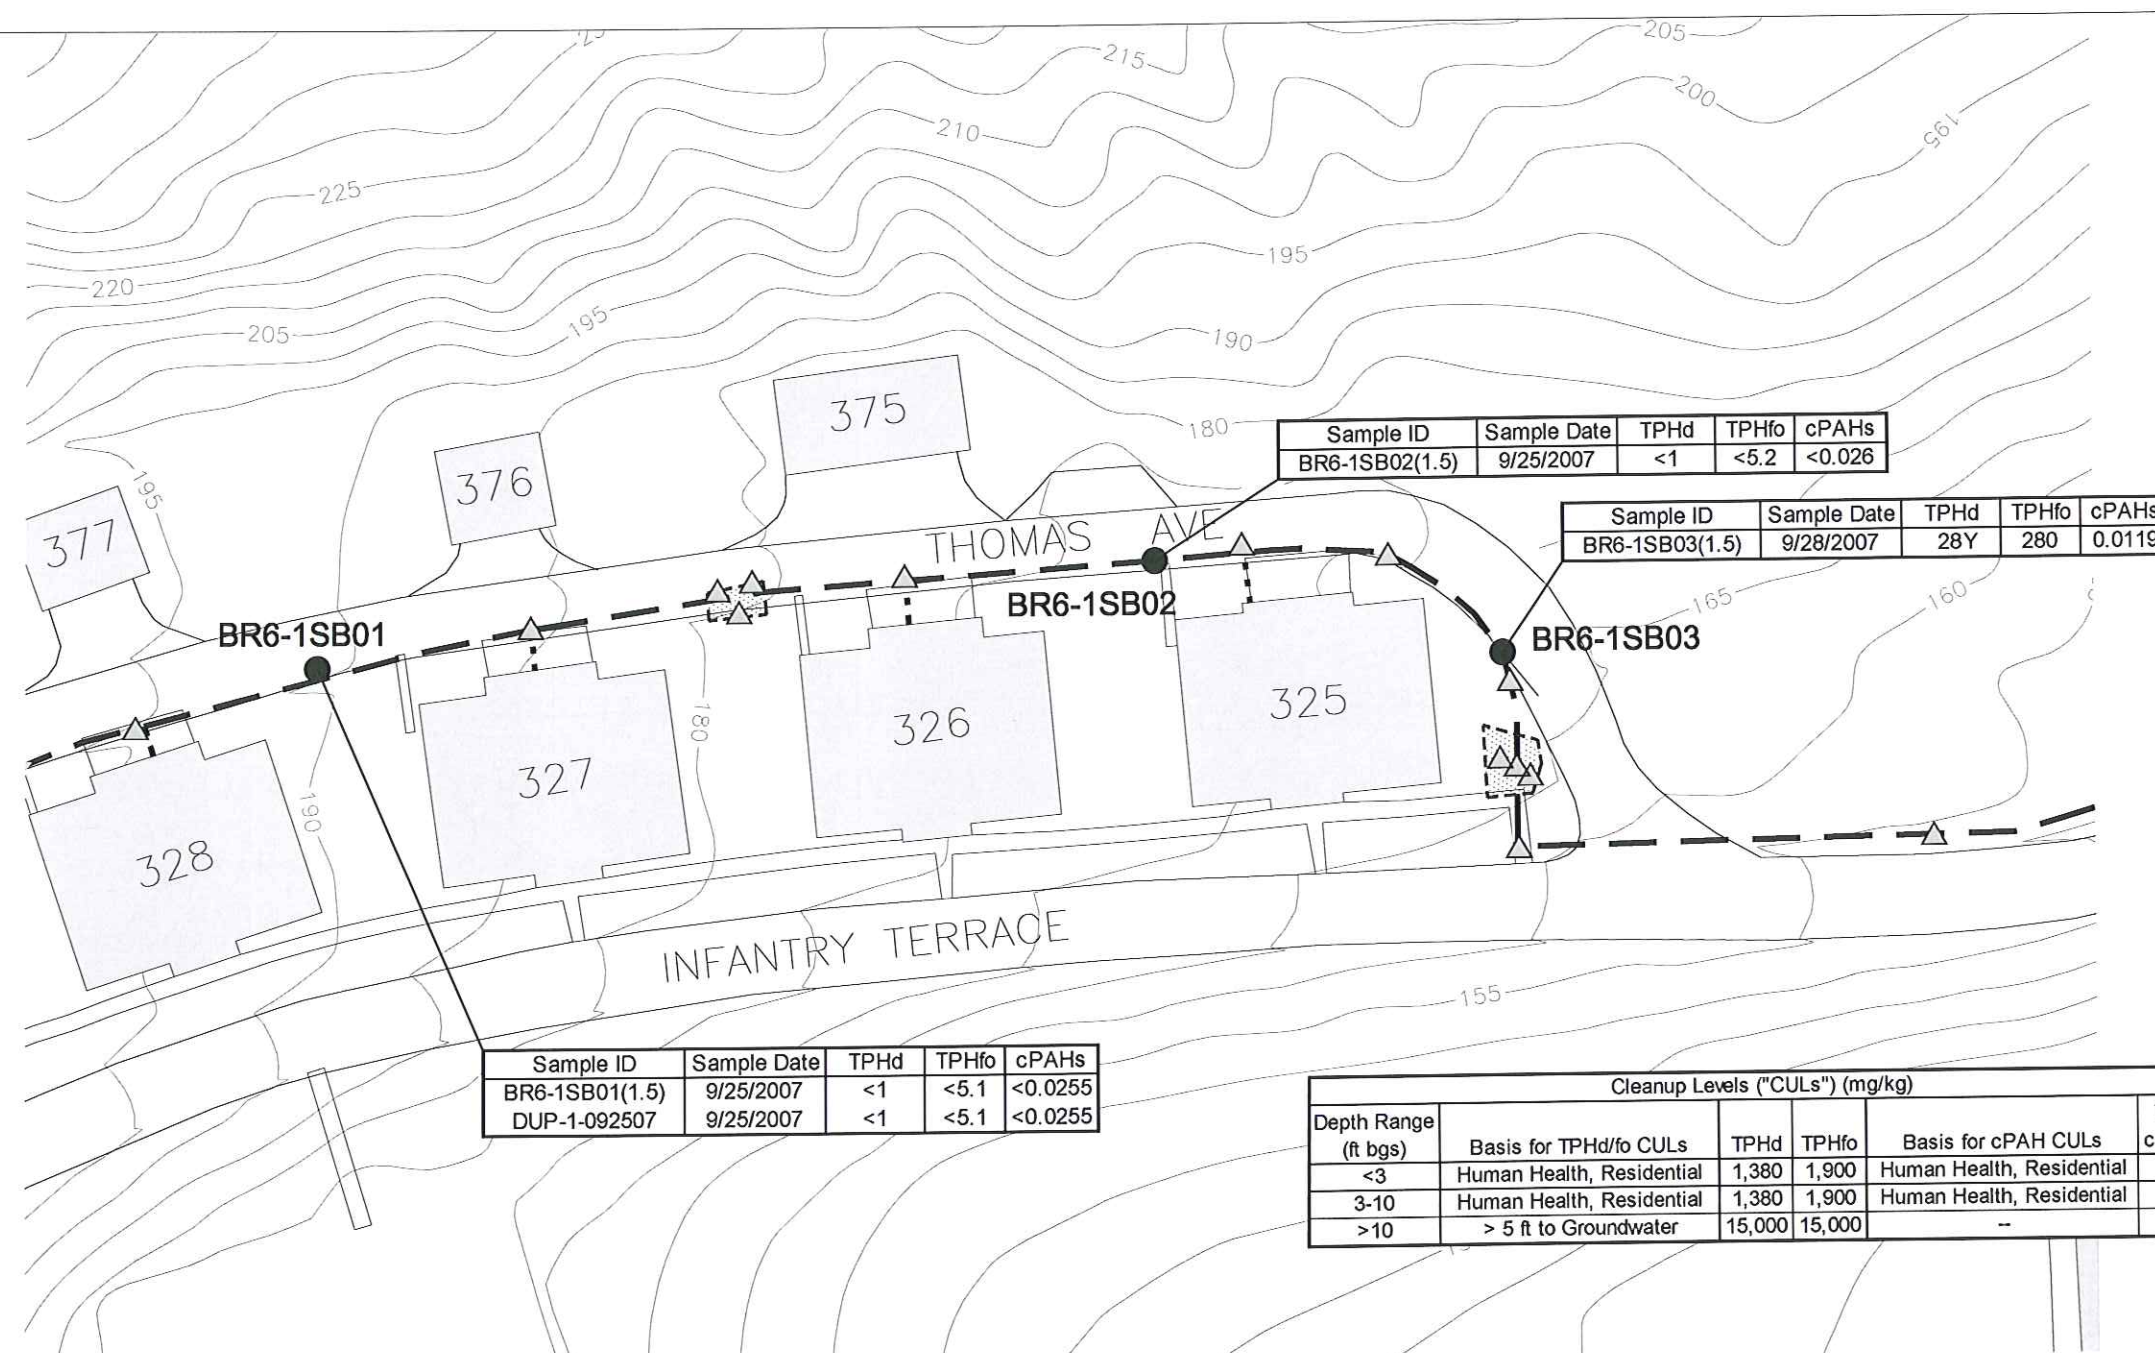 205
215
200
210
195
225
195
220
195
205
190
375
180
Sample ID Sample Date TPHd TPHfo cPAHs
BR6-1SB02(1.5) 9/25/2007 <1 <5.2 <0.026
376
195
377
THOMAS AVE
Sample ID Sample Date TPHd TPHfo cPAHs
BR6-1SB03(1.5) 9/28/2007 28Y 280 0.0119
165
160
BR6-1SB02
BR6-1SB01
BR6-1SB03
180
325
326
327
190
328
INFANTRY TERRACE
155
Sample ID Sample Date TPHd TPHfo cPAHs
BR6-1SB01(1.5) 9/25/2007 <1 <5.1 <0.0255
DUP-1-092507 9/25/2007 <1 <5.1 <0.0255
Cleanup Levels ("CULs") (mg/kg)
Depth Range
(ft bgs) Basis for TPHd/fo CULs TPHd TPHfo Basis for cPAH CULs
<3 Human Health, Residential 1,380 1,900 Human Health, Residential
3-10 Human Health, Residential 1,380 1,900 Human Health, Residential
>10 > 5 ft to Groundwater 15,000 15,000 --